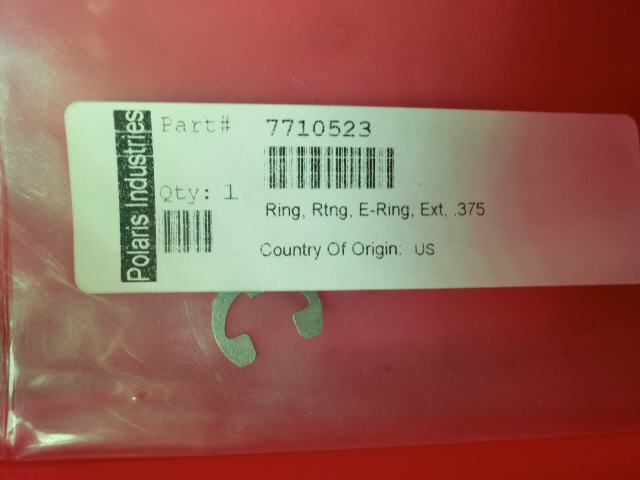 Polaris Industries
Part# 7710523
Qty: 1
Ring, Rtng, E-Ring, Ext, .375
Country Of Origin: US